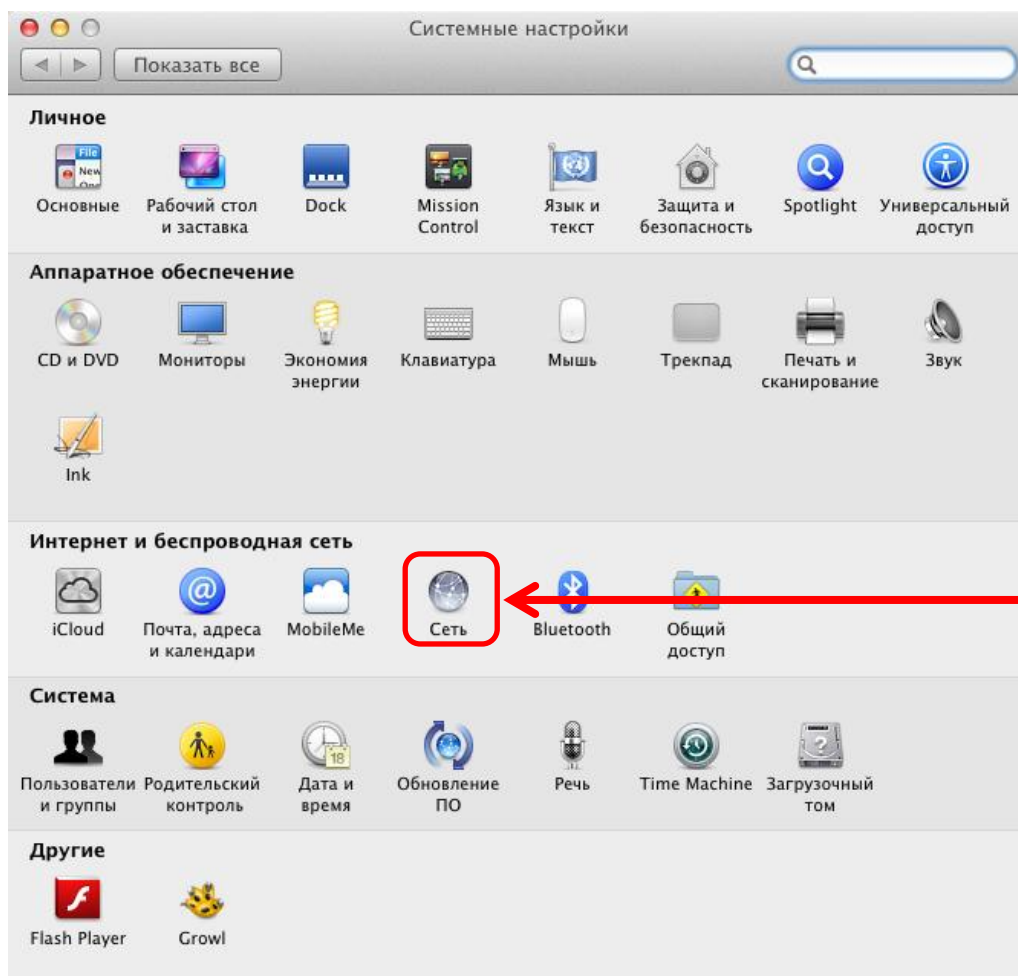 Системные настройки
Показать все
Личное
File
New
Основные
Рабочий стол
и заставка
Dock
Mission
Control
Язык и
текст
Защита и
безопасность
Spotlight
Универсальный
доступ
Аппаратное обеспечение
CD и DVD
Мониторы
Экономия
энергии
Клавиатура
Мышь
Трекпад
Печать и
сканирование
Звук
Ink
Интернет и беспроводная сеть
iCloud
@
Почта, адреса
и календари
MobileMe
Сеть
Bluetooth
Общий
доступ
Система
Пользователи
и группы
Родительский
контроль
18
Дата и
время
Обновление
ПО
Речь
Time Machine
?
Загрузочный
том
Другие
Flash Player
Growl